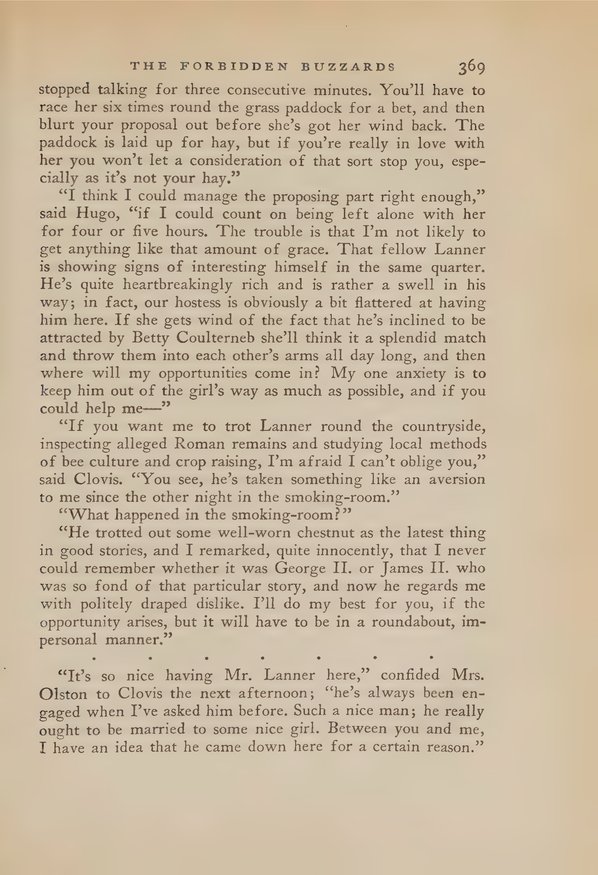 THE FORBIDDEN BUZZARDS 369
stopped talking for three consecutive minutes. You’ll have to
race her six times round the grass paddock for a bet, and then
blurt your proposal out before she’s got her wind back. The
paddock is laid up for hay, but if you’re really in love with
her you won’t let a consideration of that sort stop you, espe-
cially as it’s not your hay.”
“I think I could manage the proposing part right enough,”
said Hugo, “if I could count on being left alone with her
for four or five hours. The trouble is that I’m not likely to
get anything like that amount of grace. That fellow Lanner
is showing signs of interesting himself in the same quarter.
He’s quite heartbreakingly rich and is rather a swell in his
way; in fact, our hostess is obviously a bit flattered at having
him here. If she gets wind of the fact that he’s inclined to be
attracted by Betty Coulterneb she’ll think it a splendid match
and throw them into each other’s arms all day long, and then
where will my opportunities come in? My one anxiety is to
keep him out of the girl’s way as much as possible, and if you
could help me—”
“If you want me to trot Lanner round the countryside,
inspecting alleged Roman remains and studying local methods
of bee culture and crop raising, I’m afraid I can’t oblige you,”
said Clovis. “You see, he’s taken something like an aversion
to me since the other night in the smoking-room.”
“What happened in the smoking-room?”
“He trotted out some well-worn chestnut as the latest thing
in good stories, and I remarked, quite innocently, that I never
could remember whether it was George II. or James II. who
was so fond of that particular story, and now he regards me
with politely draped dislike. I’ll do my best for you, if the
opportunity arises, but it will have to be in a roundabout, im-
personal manner.”
* * * * * * *
“It’s so nice having Mr. Lanner here,” confided Mrs.
Olston to Clovis the next afternoon; “he’s always been en-
gaged when I’ve asked him before. Such a nice man; he really
ought to be married to some nice girl. Between you and me,
I have an idea that he came down here for a certain reason.”